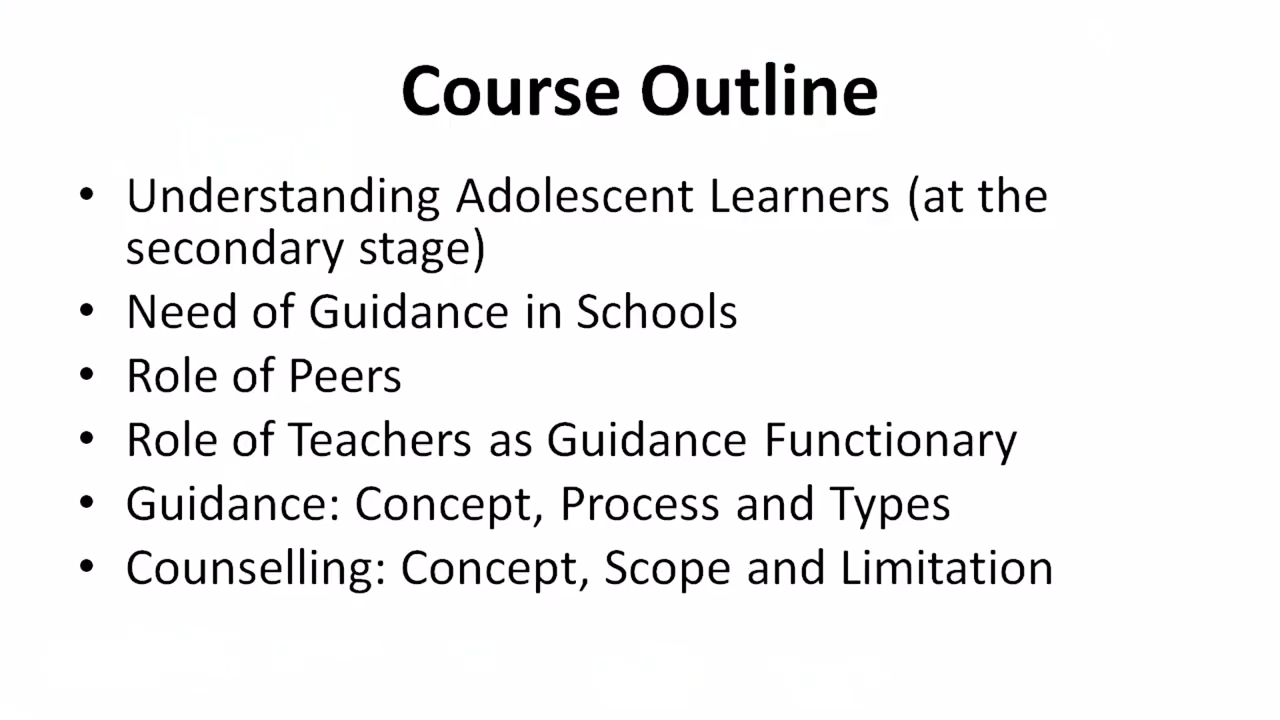 Course Outline
• Understanding Adolescent Learners (at the
secondary stage)
• Need of Guidance in Schools
• Role of Peers
• Role of Teachers as Guidance Functionary
• Guidance: Concept, Process and Types
• Counselling: Concept, Scope and Limitation